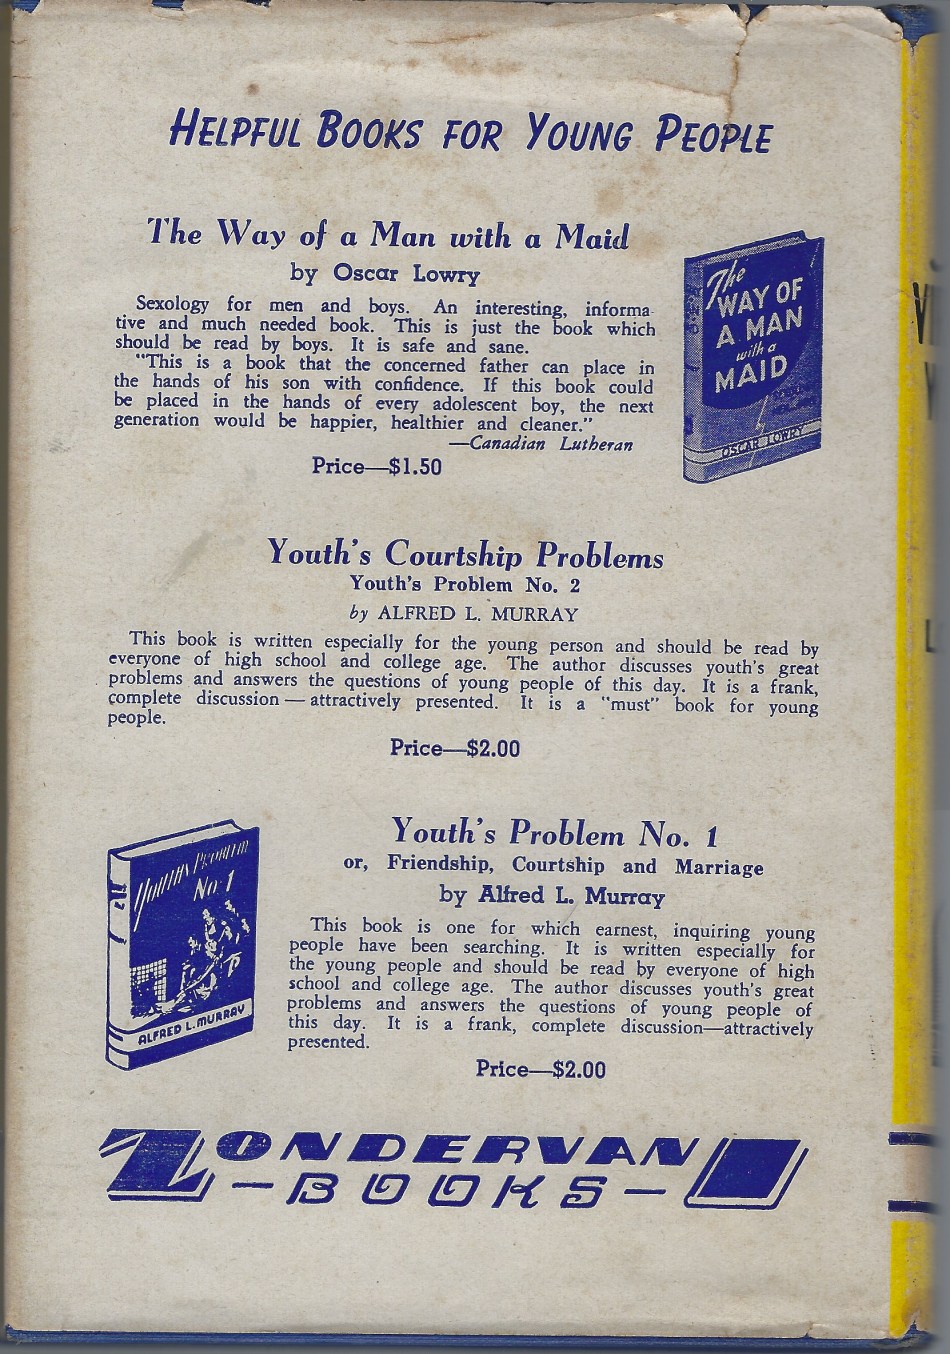 HELPFUL BOOKS FOR YOUNG PEOPLE
The Way of a Man with a Maid
by Oscar Lowry
Sexology for men and boys. An interesting, informa-
tive and much needed book. This is just the book which
should be read by boys. It is safe and sane.
"This is a book that the concerned father can place in
the hands of his son with confidence. If this book could
be placed in the hands of every adolescent boy, the next
generation would be happier, healthier and cleaner."
—Canadian Lutheran
Price—$1.50
The
WAY OF
A MAN
with a
MAID
OSCAR LOWRY
Youth's Courtship Problems
Youth's Problem No. 2
by ALFRED L. MURRAY
This book is written especially for the young person and should be read by
everyone of high school and college age. The author discusses youth's great
problems and answers the questions of young people of this day. It is a frank,
complete discussion — attractively presented. It is a "must" book for young
people.
Price—$2.00
YOUTH'S PROBLEM
No. 1
ALFRED L. MURRAY
Youth's Problem No. 1
or, Friendship, Courtship and Marriage
by Alfred L. Murray
This book is one for which earnest, inquiring young
people have been searching. It is written especially for
the young people and should be read by everyone of high
school and college age. The author discusses youth's great
problems and answers the questions of young people of
this day. It is a frank, complete discussion—attractively
presented.
Price—$2.00
ZONDERVAN
—BOOKS—